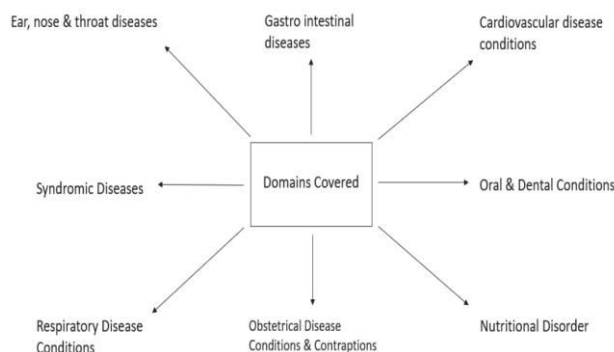 Ear, nose & throat diseases
Gastro intestinal
diseases
Cardiovascular disease
conditions
Syndromic Diseases
Domains Covered
Oral & Dental Conditions
Respiratory Disease
Conditions
Obstetrical Disease
Conditions & Contraptions
Nutritional Disorder